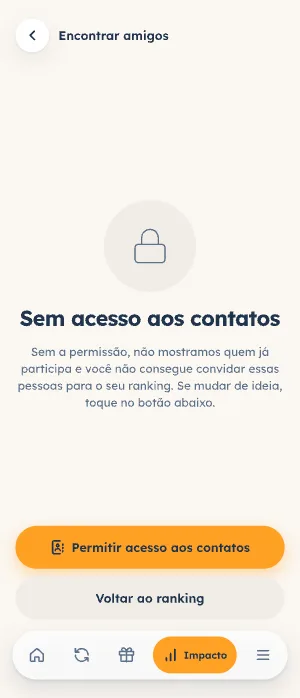 Encontrar amigos
Sem acesso aos contatos
Sem a permissão, não mostramos quem já
participa e você não consegue convidar essas
pessoas para o seu ranking. Se mudar de ideia,
toque no botão abaixo.
Permitir acesso aos contatos
Voltar ao ranking
Impacto